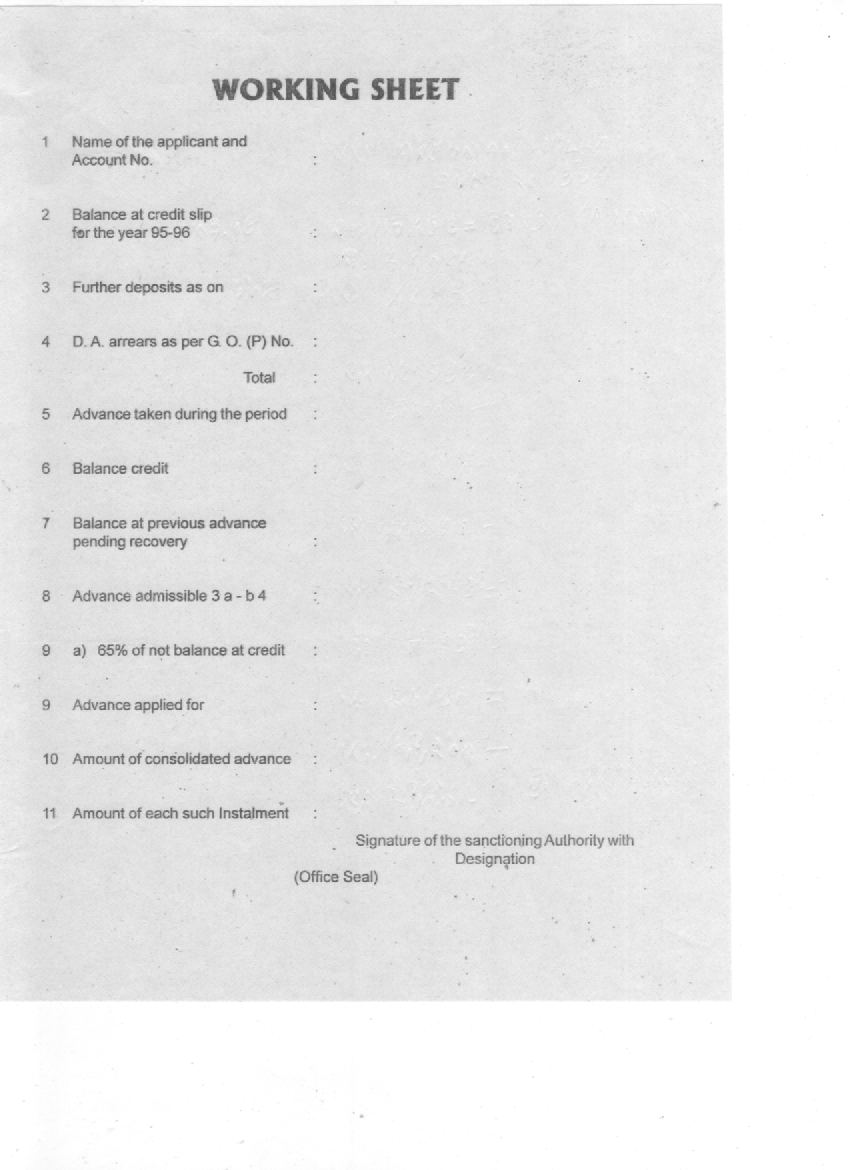 WORKING SHEET
1 Name of the applicant and
Account No. :
2 Balance at credit slip
for the year 95-96 :
3 Further deposits as on :
4 D. A. arrears as per G. O. (P) No. :
Total :
5 Advance taken during the period :
6 Balance credit :
7 Balance at previous advance
pending recovery :
8 Advance admissible 3 a - b 4 :
9 a) 65% of not balance at credit :
9 Advance applied for :
10 Amount of consolidated advance :
11 Amount of each such Instalment :
Signature of the sanctioning Authority with
Designation
(Office Seal)